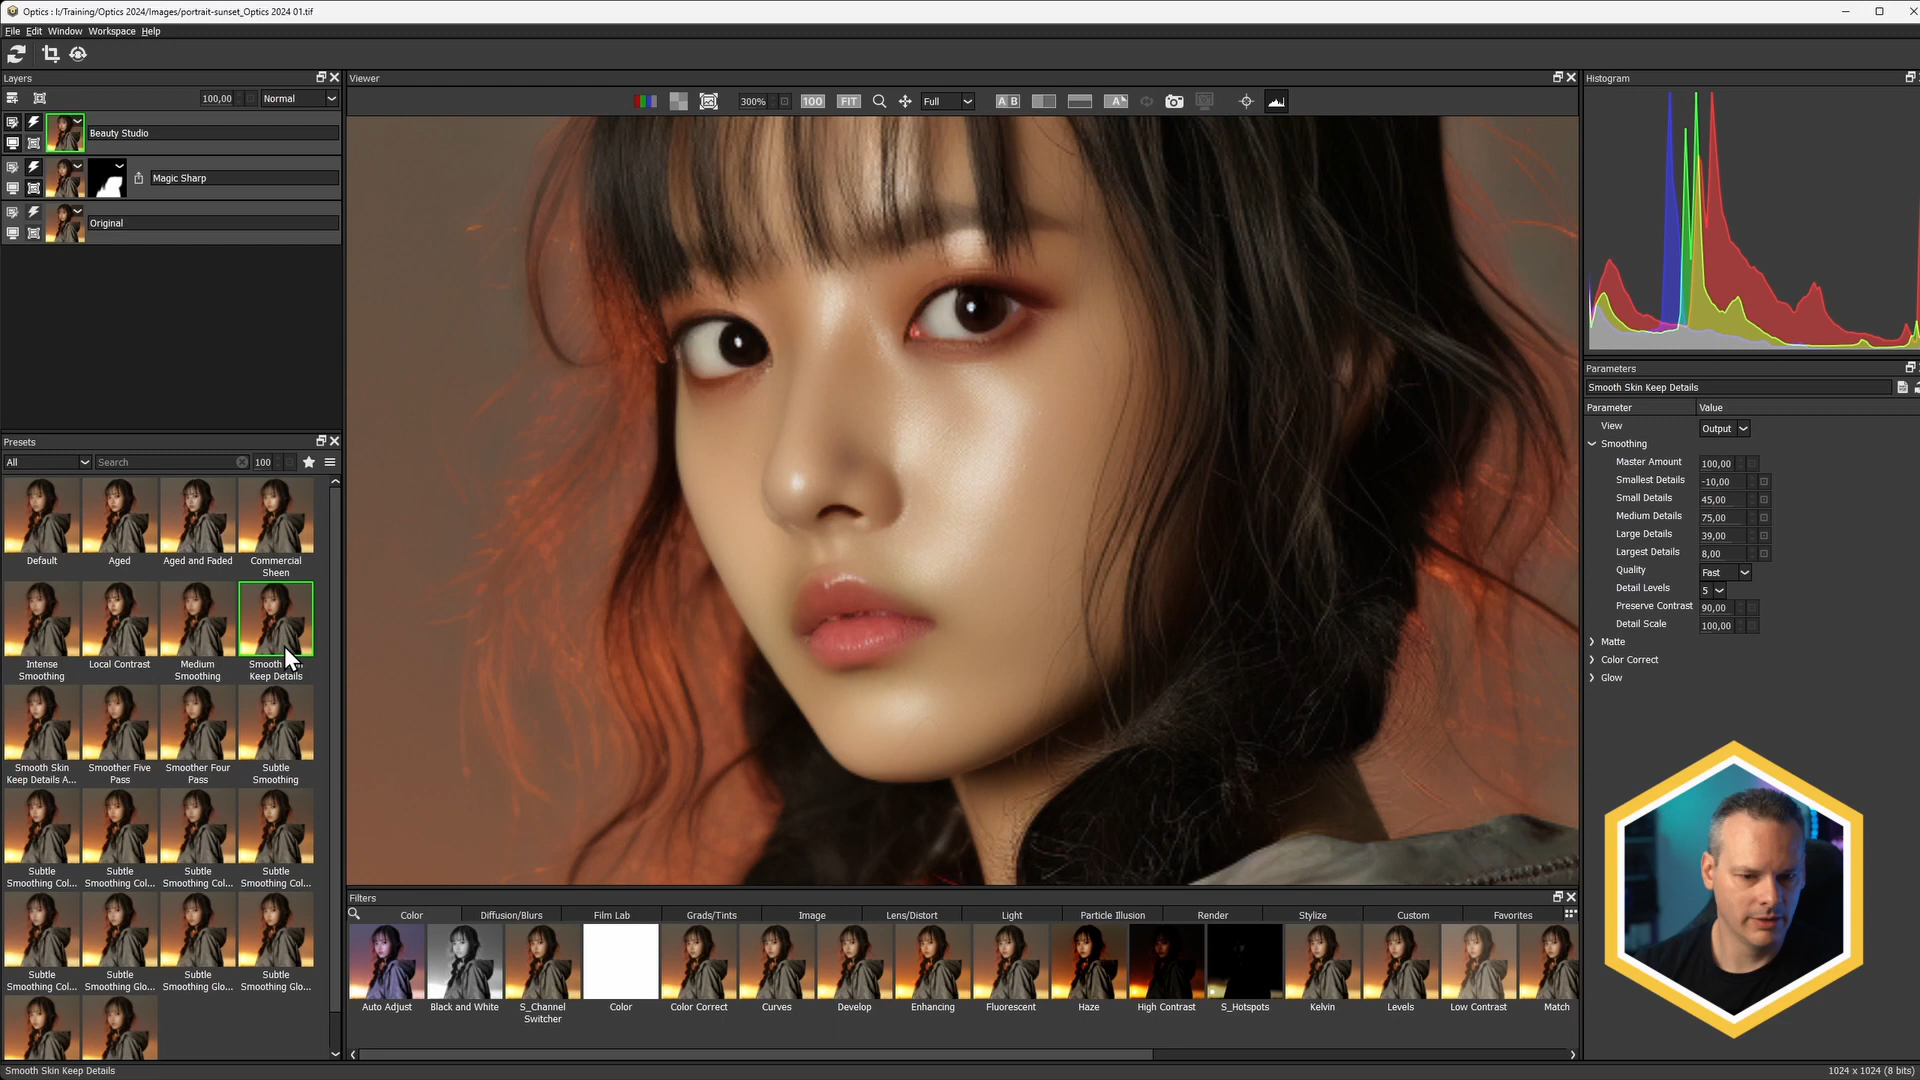 Optics : I:/Training/Optics 2024/Images/portrait-sunset_Optics 2024 01.tif
File Edit Window Workspace Help
Layers
100,00 Normal
Beauty Studio
Magic Sharp
Original
Presets
All Search 100
Default Aged Aged and Faded Commercial Sheen
Intense Smoothing Local Contrast Medium Smoothing Smooth Keep Details
Smooth Skin Keep Details A... Smoother Five Pass Smoother Four Pass Subtle Smoothing
Subtle Smoothing Col... Subtle Smoothing Col... Subtle Smoothing Col... Subtle Smoothing Col...
Subtle Smoothing Col... Subtle Smoothing Glo... Subtle Smoothing Glo... Subtle Smoothing Glo...
Viewer
300% 100 FIT Full A B A
Filters
Color Diffusion/Blurs Film Lab Grads/Tints Image Lens/Distort Light Particle Illusion Render Stylize Custom Favorites
Auto Adjust Black and White S_Channel Switcher Color Color Correct Curves Develop Enhancing Fluorescent Haze High Contrast S_Hotspots Kelvin Levels Low Contrast Match
Histogram
Parameters
Smooth Skin Keep Details
Parameter Value
View Output
Smoothing
Master Amount 100,00
Smallest Details -10,00
Small Details 45,00
Medium Details 75,00
Large Details 39,00
Largest Details 8,00
Quality Fast
Detail Levels 5
Preserve Contrast 90,00
Detail Scale 100,00
Matte
Color Correct
Glow
Smooth Skin Keep Details
1024 x 1024 (8 bits)